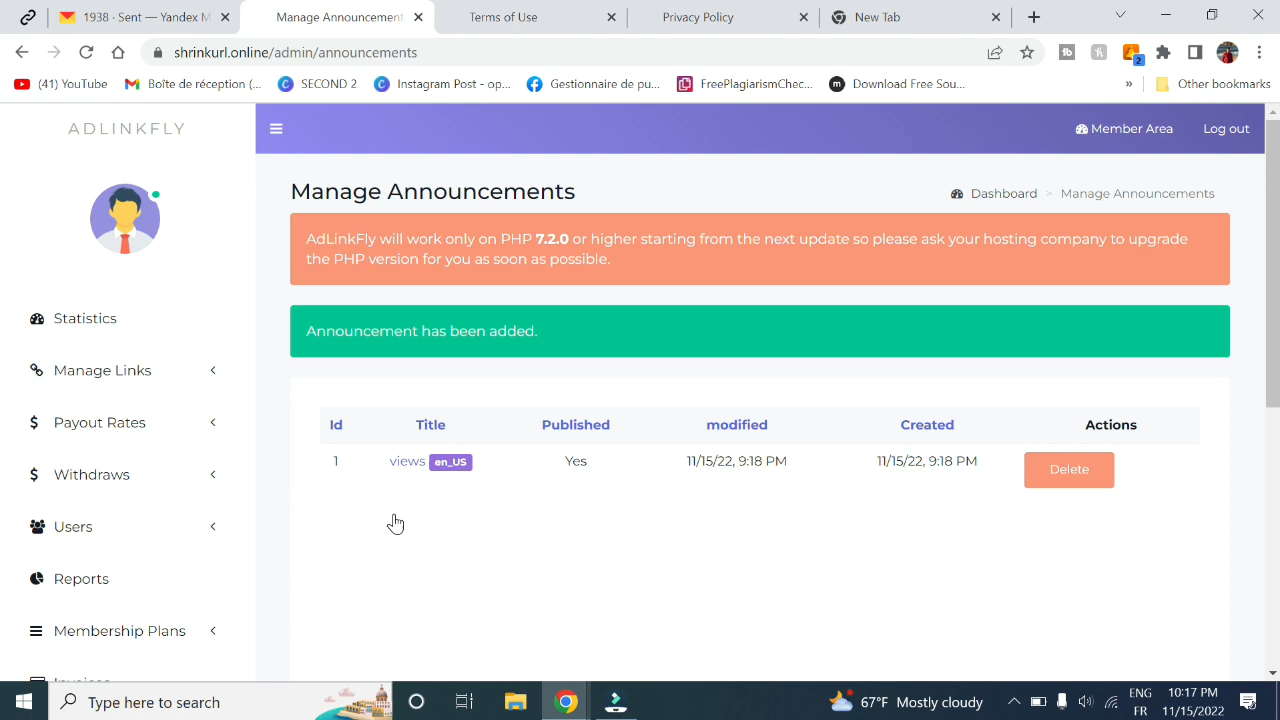 1938 · Sent — Yandex M
Manage Announcement
Terms of Use
Privacy Policy
New Tab
shrinkurl.online/admin/announcements
2
(41) YouTube
Boîte de réception (...
SECOND 2
Instagram Post - op...
Gestionnaire de pu...
FreePlagiarismChec...
Download Free Sou...
»
Other bookmarks
ADLINKFLY
Member Area
Log out
Manage Announcements
Dashboard > Manage Announcements
AdLinkFly will work only on PHP 7.2.0 or higher starting from the next update so please ask your hosting company to upgrade
the PHP version for you as soon as possible.
Announcement has been added.
Statistics
Manage Links
Payout Rates
Withdraws
Users
Reports
Membership Plans
Invoices
Id Title Published modified Created Actions
1 views en_US Yes 11/15/22, 9:18 PM 11/15/22, 9:18 PM Delete
Type here to search
67°F Mostly cloudy
ENG
FR
10:17 PM
11/15/2022